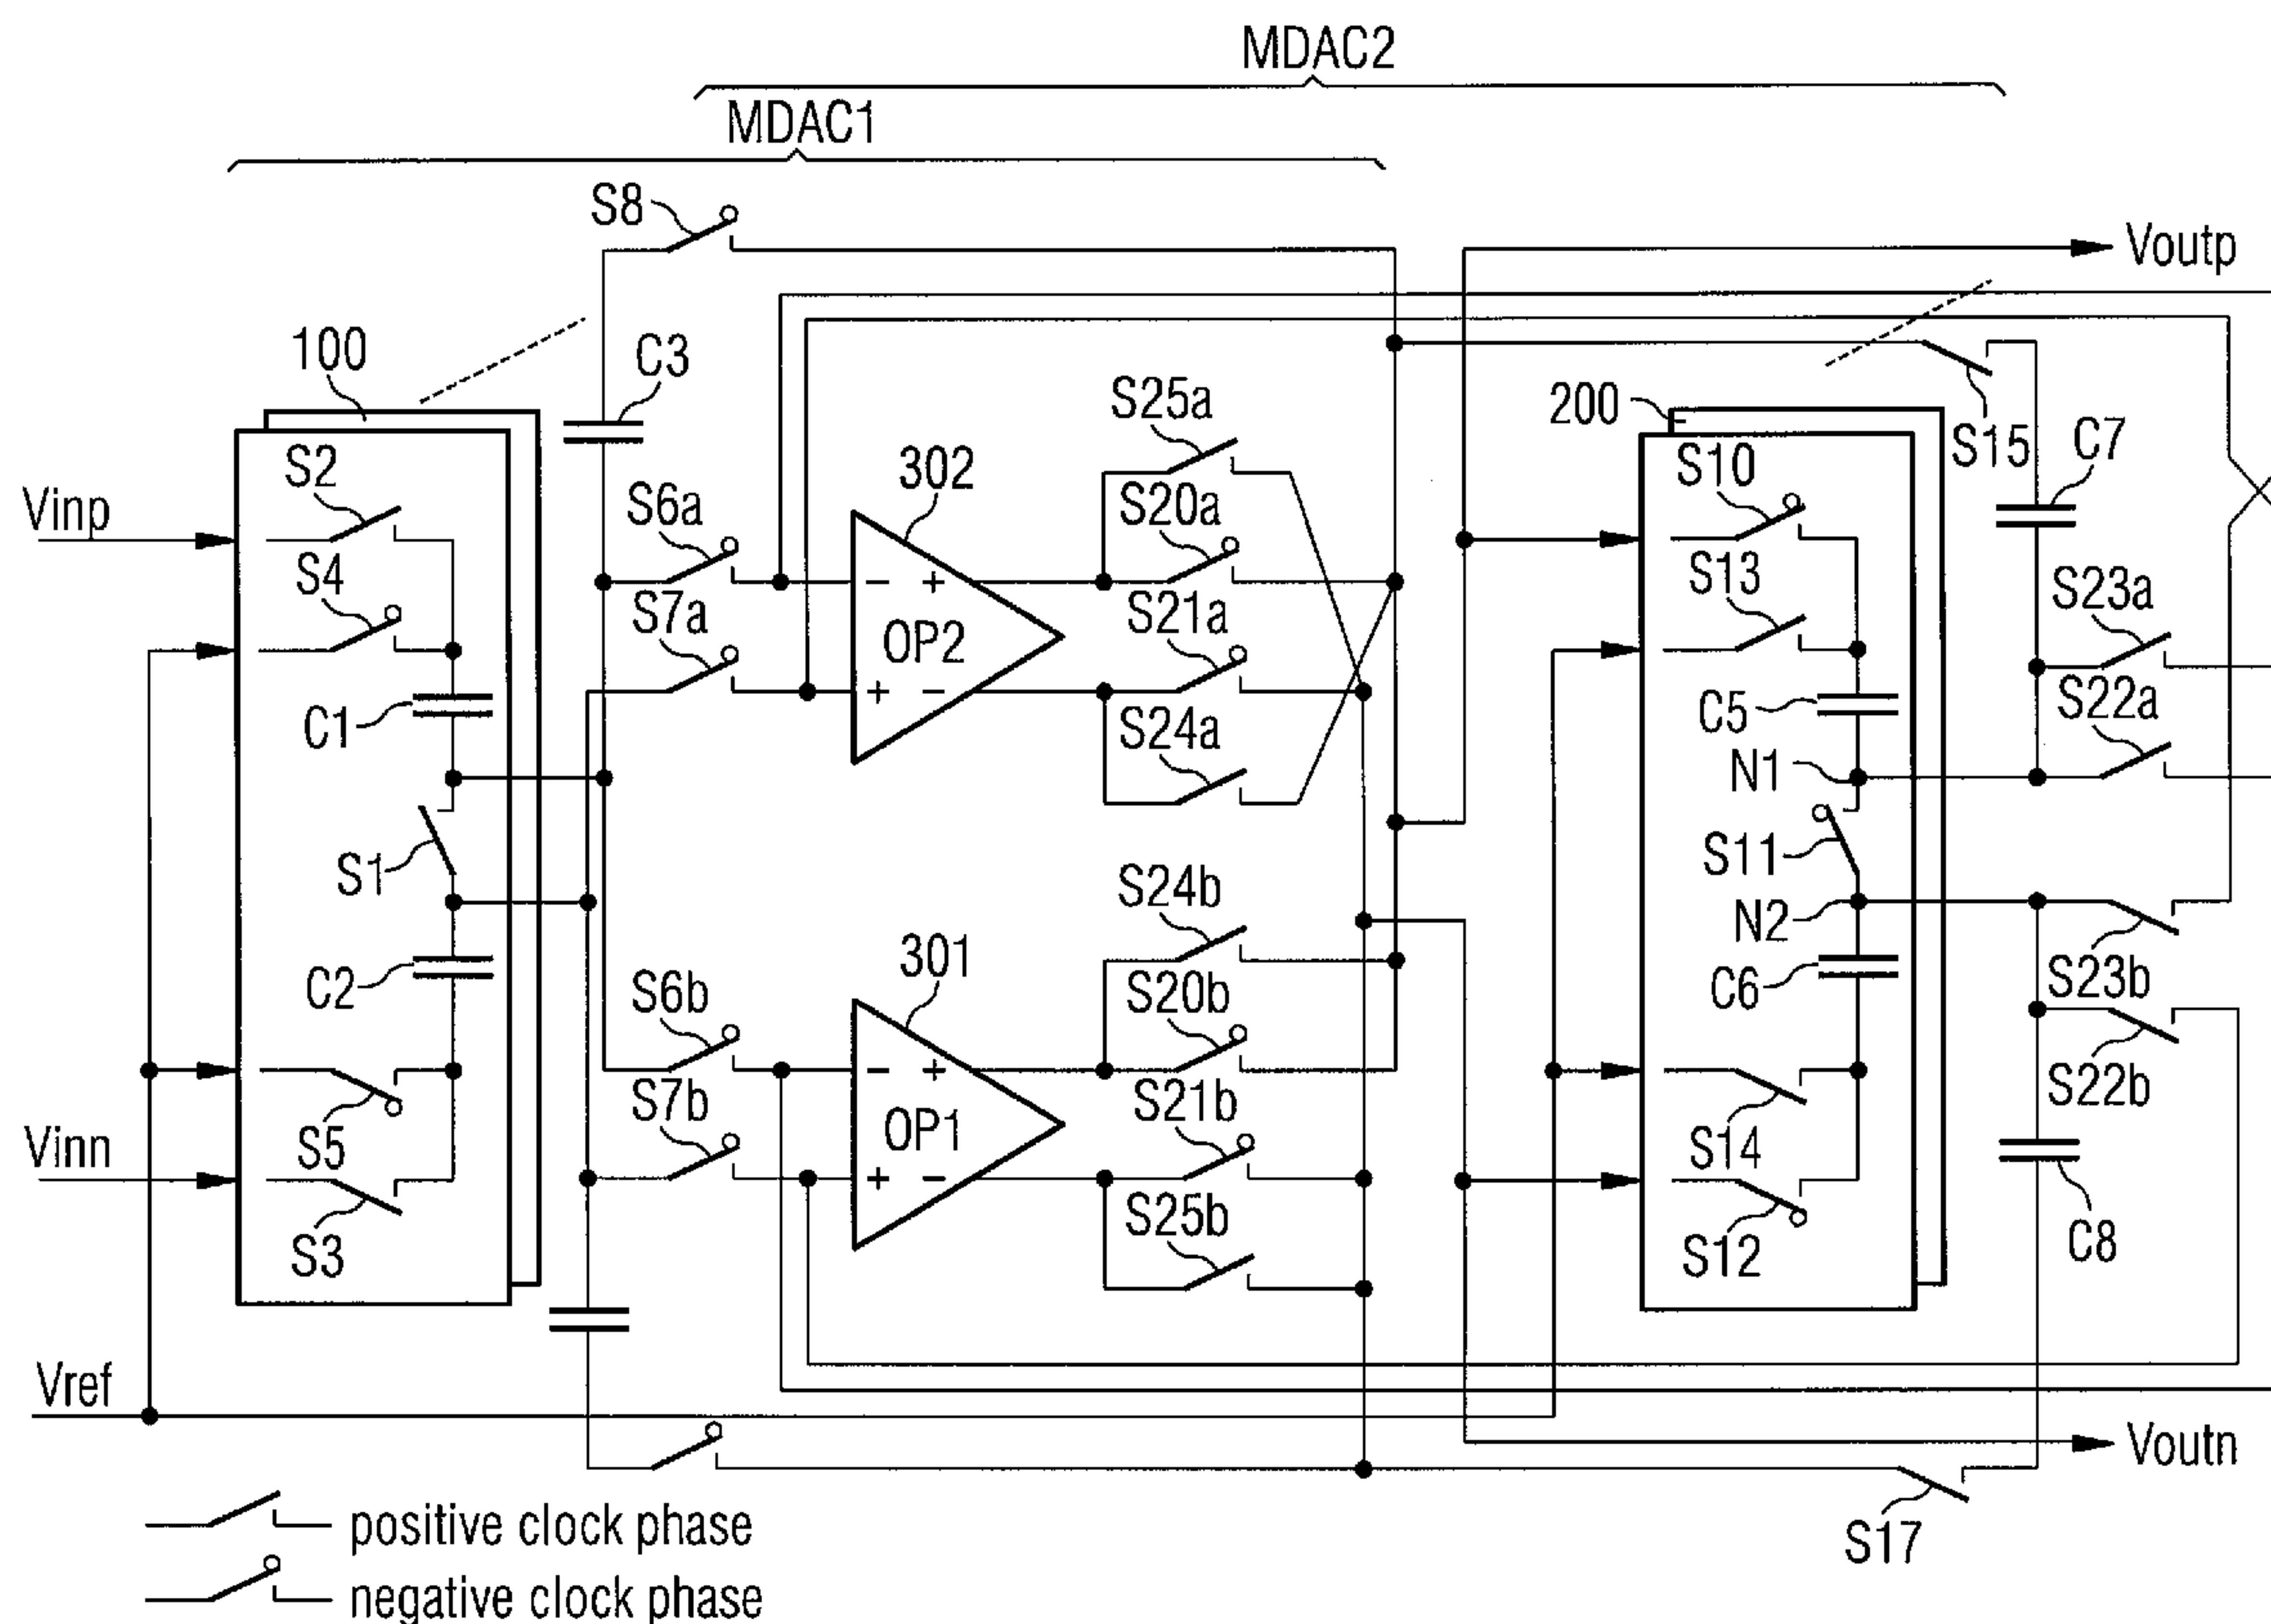 MDAC2
MDAC1
S8
Voutp
100
C3
S25a
200
S15
C7
S2
302
S10
Vinp
S6a
S20a
S4
S13
S23a
S7a
– +
OP2
+ –
S21a
C1
S24a
C5
S22a
N1
S1
S11
S24b
N2
C2
301
C6
S23b
S6b
S20b
– +
S22b
S7b
OP1
S21b
Vinn
S5
S14
+ –
S25b
S3
S12
C8
Vref
Voutn
S17
positive clock phase
negative clock phase